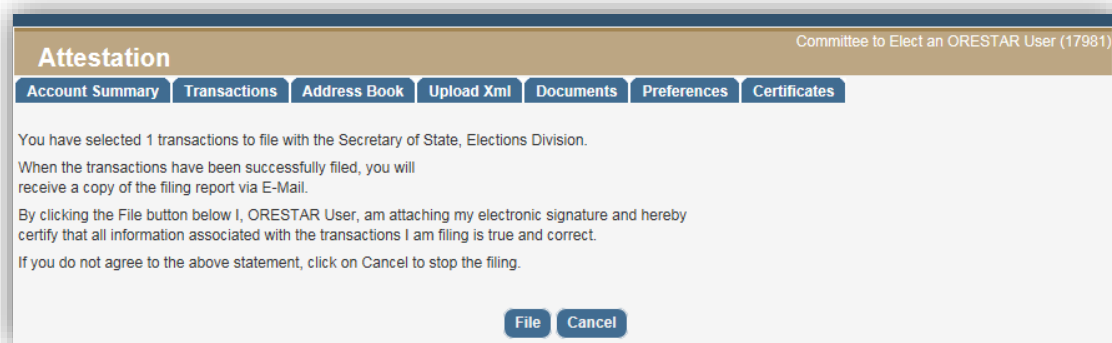 Committee to Elect an ORESTAR User (17981)
Attestation
Account Summary Transactions Address Book Upload Xml Documents Preferences Certificates
You have selected 1 transactions to file with the Secretary of State, Elections Division.
When the transactions have been successfully filed, you will
receive a copy of the filing report via E-Mail.
By clicking the File button below I, ORESTAR User, am attaching my electronic signature and hereby
certify that all information associated with the transactions I am filing is true and correct.
If you do not agree to the above statement, click on Cancel to stop the filing.
File Cancel